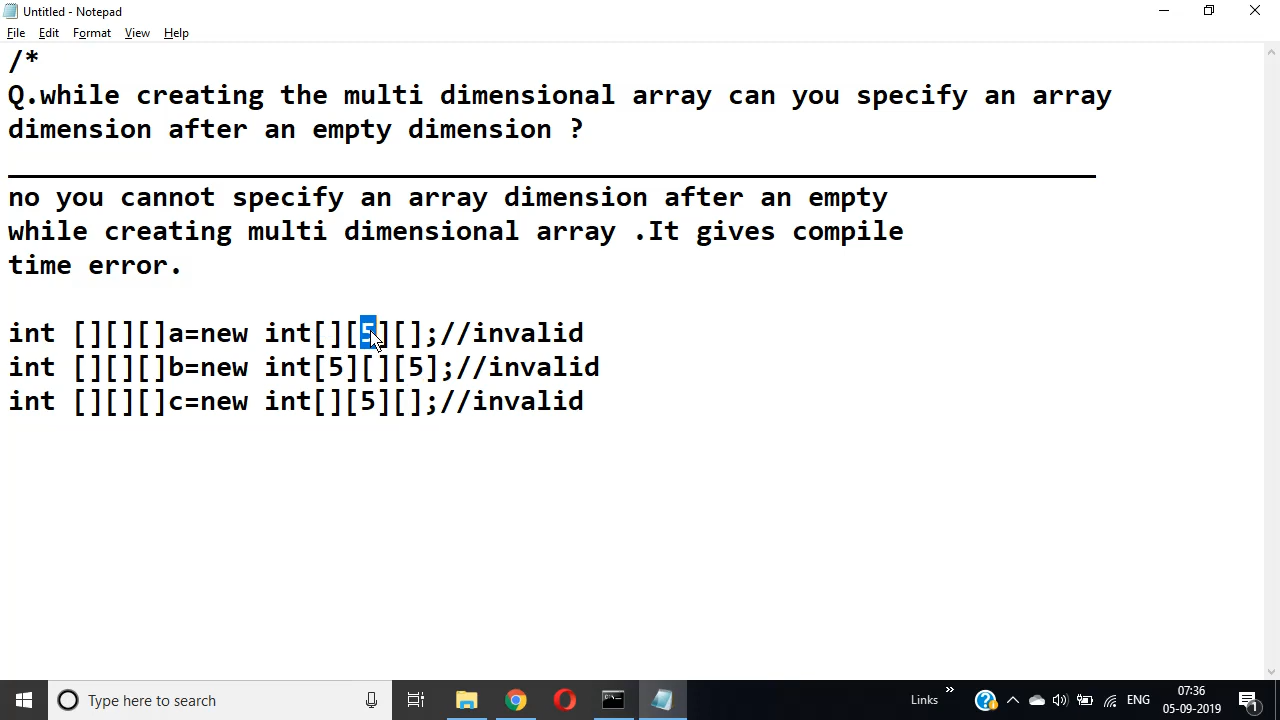 Untitled - Notepad
File Edit Format View Help
/*
Q.while creating the multi dimensional array can you specify an array
dimension after an empty dimension ?
no you cannot specify an array dimension after an empty
while creating multi dimensional array .It gives compile
time error.
int [][][]a=new int[][5][];//invalid
int [][][]b=new int[5][][5];//invalid
int [][][]c=new int[][5][];//invalid
Type here to search
Links
ENG
07:36
05-09-2019
1